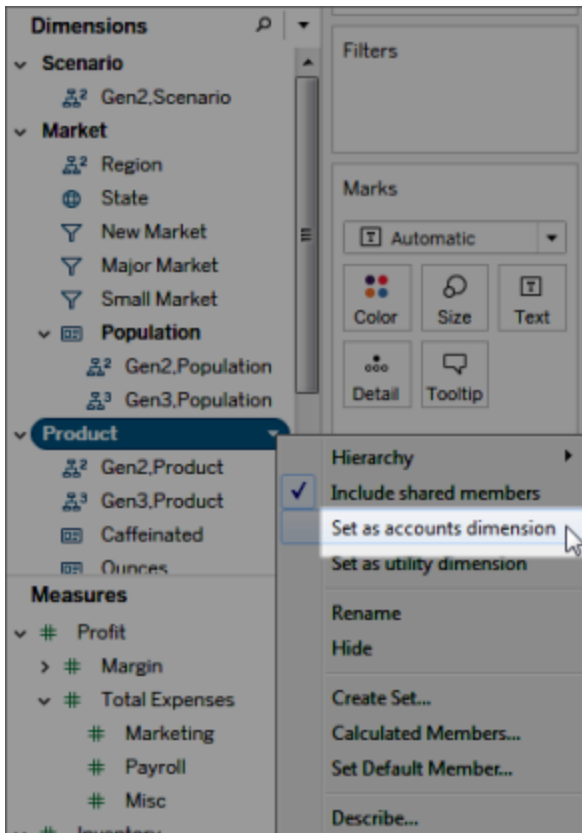 Dimensions
Scenario
Gen2,Scenario
Market
Region
State
New Market
Major Market
Small Market
Population
Gen2,Population
Gen3,Population
Product
Gen2,Product
Gen3,Product
Caffeinated
Ounces
Measures
Profit
Margin
Total Expenses
Marketing
Payroll
Misc
Inventory
Filters
Marks
Automatic
Color Size Text
Detail Tooltip
Hierarchy
Include shared members
Set as accounts dimension
Set as utility dimension
Rename
Hide
Create Set...
Calculated Members...
Set Default Member...
Describe...